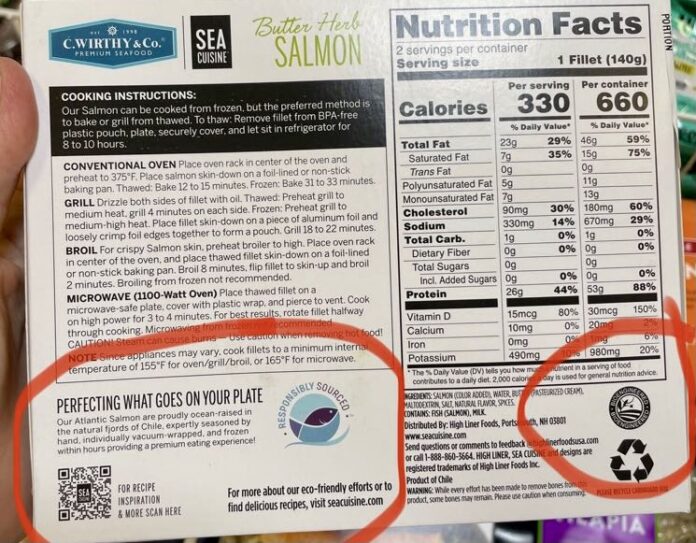 EST 1998
C.WIRTHY & CO.
PREMIUM SEAFOOD
SEA
CUISINE
Butter Herb
SALMON
COOKING INSTRUCTIONS:
Our Salmon can be cooked from frozen, but the preferred method is
to bake or grill from thawed. To thaw: Remove fillet from BPA-free
plastic pouch, plate, securely cover, and let sit in refrigerator for
8 to 10 hours.
CONVENTIONAL OVEN Place oven rack in center of the oven and
preheat to 375°F. Place salmon skin-down on a foil-lined or non-stick
baking pan. Thawed: Bake 12 to 15 minutes. Frozen: Bake 31 to 33 minutes.
GRILL Drizzle both sides of fillet with oil. Thawed: Preheat grill to
medium heat, grill 4 minutes on each side. Frozen: Preheat grill to
medium-high heat. Place fillet skin-down on a piece of aluminum foil and
loosely crimp foil edges together to form a pouch. Grill 18 to 22 minutes.
BROIL For crispy Salmon skin, preheat broiler to high. Place oven rack
in center of the oven, and place thawed fillet skin-down on a foil-lined
or non-stick baking pan. Broil 8 minutes, flip fillet to skin-up and broil
2 minutes. Broiling from frozen not recommended.
MICROWAVE (1100-Watt Oven) Place thawed fillet on a
microwave-safe plate, cover with plastic wrap, and pierce to vent. Cook
on high power for 3 to 4 minutes. For best results, rotate fillet halfway
through cooking. Microwaving from frozen not recommended.
CAUTION! Steam can cause burns – Use caution when removing hot food!
NOTE Since appliances may vary, cook fillets to a minimum internal
temperature of 155°F for oven/grill/broil, or 165°F for microwave.
PERFECTING WHAT GOES ON YOUR PLATE
Our Atlantic Salmon are proudly ocean-raised in
the natural fjords of Chile, expertly seasoned by
hand, individually vacuum-wrapped, and frozen
within hours providing a premium eating experience!
RESPONSIBLY SOURCED
SEA
FOR RECIPE
INSPIRATION
& MORE SCAN HERE
For more about our eco-friendly efforts or to
find delicious recipes, visit seacuisine.com
Nutrition Facts
2 servings per container
Serving size 1 Fillet (140g)
Per serving Per container
Calories 330 660
% Daily Value* % Daily Value*
Total Fat 23g 29% 46g 59%
Saturated Fat 7g 35% 15g 75%
Trans Fat 0g 0g
Polyunsaturated Fat 5g 11g
Monounsaturated Fat 7g 13g
Cholesterol 90mg 30% 180mg 60%
Sodium 330mg 14% 670mg 29%
Total Carb. 1g 0% 1g 0%
Dietary Fiber 0g 0% 0g 0%
Total Sugars 0g 0g
Incl. Added Sugars 0g 0% 0g 0%
Protein 26g 44% 53g 88%
Vitamin D 15mcg 80% 30mcg 150%
Calcium 10mg 0% 20mg 2%
Iron 0mg 0% 1mg 6%
Potassium 490mg 10% 980mg 20%
* The % Daily Value (DV) tells you how much a nutrient in a serving of food
contributes to a daily diet. 2,000 calories a day is used for general nutrition advice.
INGREDIENTS: SALMON (COLOR ADDED), WATER, BUTTER (PASTEURIZED CREAM),
MALTODEXTRIN, SALT, NATURAL FLAVOR, SPICES.
CONTAINS: FISH (SALMON), MILK.
Distributed By: High Liner Foods, Portsmouth, NH 03801
www.seacuisine.com
Send questions or comments to feedback@highlinerfoodsusa.com
or call 1-888-860-3664. HIGH LINER, SEA CUISINE and designs are
registered trademarks of High Liner Foods Inc.
Product of Chile
WARNING: While every effort has been made to remove bones from this
product, some bones may remain. Please use caution when consuming.
BIOENGINEERED
PLEASE RECYCLE CARDBOARD BOX
PORTION
TILAPIA